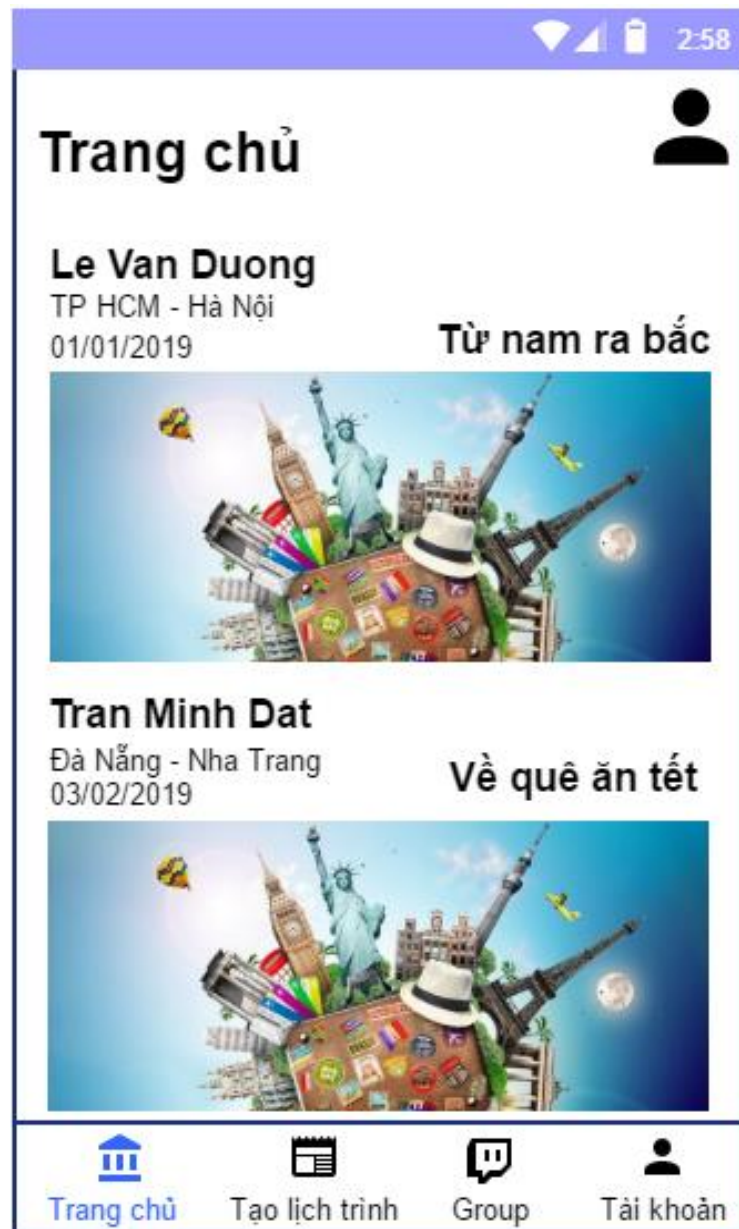 2:58
Trang chủ
Le Van Duong
TP HCM - Hà Nội
01/01/2019
Từ nam ra bắc
Tran Minh Dat
Đà Nẵng - Nha Trang
03/02/2019
Về quê ăn tết
Trang chủ
Tạo lịch trình
Group
Tài khoản